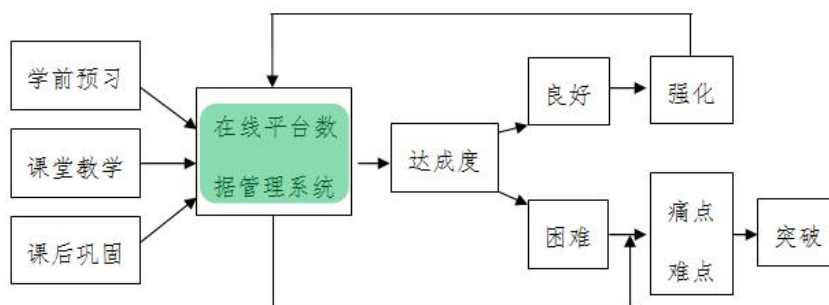 学前预习
课堂教学
课后巩固
在线平台数
据管理系统
达成度
良好
强化
困难
痛点
难点
突破